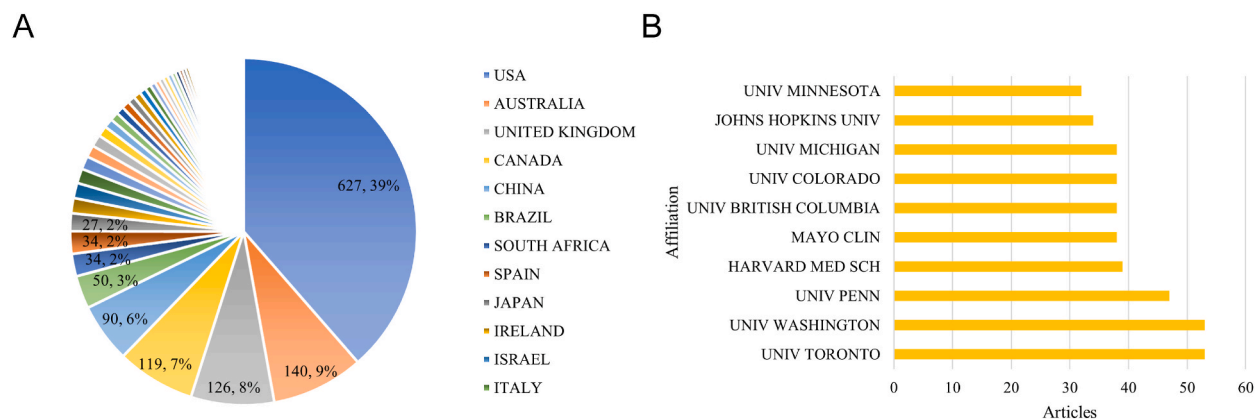 A
627, 39%
140, 9%
126, 8%
119, 7%
90, 6%
50, 3%
34, 2%
34, 2%
27, 2%
USA
AUSTRALIA
UNITED KINGDOM
CANADA
CHINA
BRAZIL
SOUTH AFRICA
SPAIN
JAPAN
IRELAND
ISRAEL
ITALY
B
Affiliation
UNIV MINNESOTA
JOHNS HOPKINS UNIV
UNIV MICHIGAN
UNIV COLORADO
UNIV BRITISH COLUMBIA
MAYO CLIN
HARVARD MED SCH
UNIV PENN
UNIV WASHINGTON
UNIV TORONTO
0 10 20 30 40 50 60
Articles